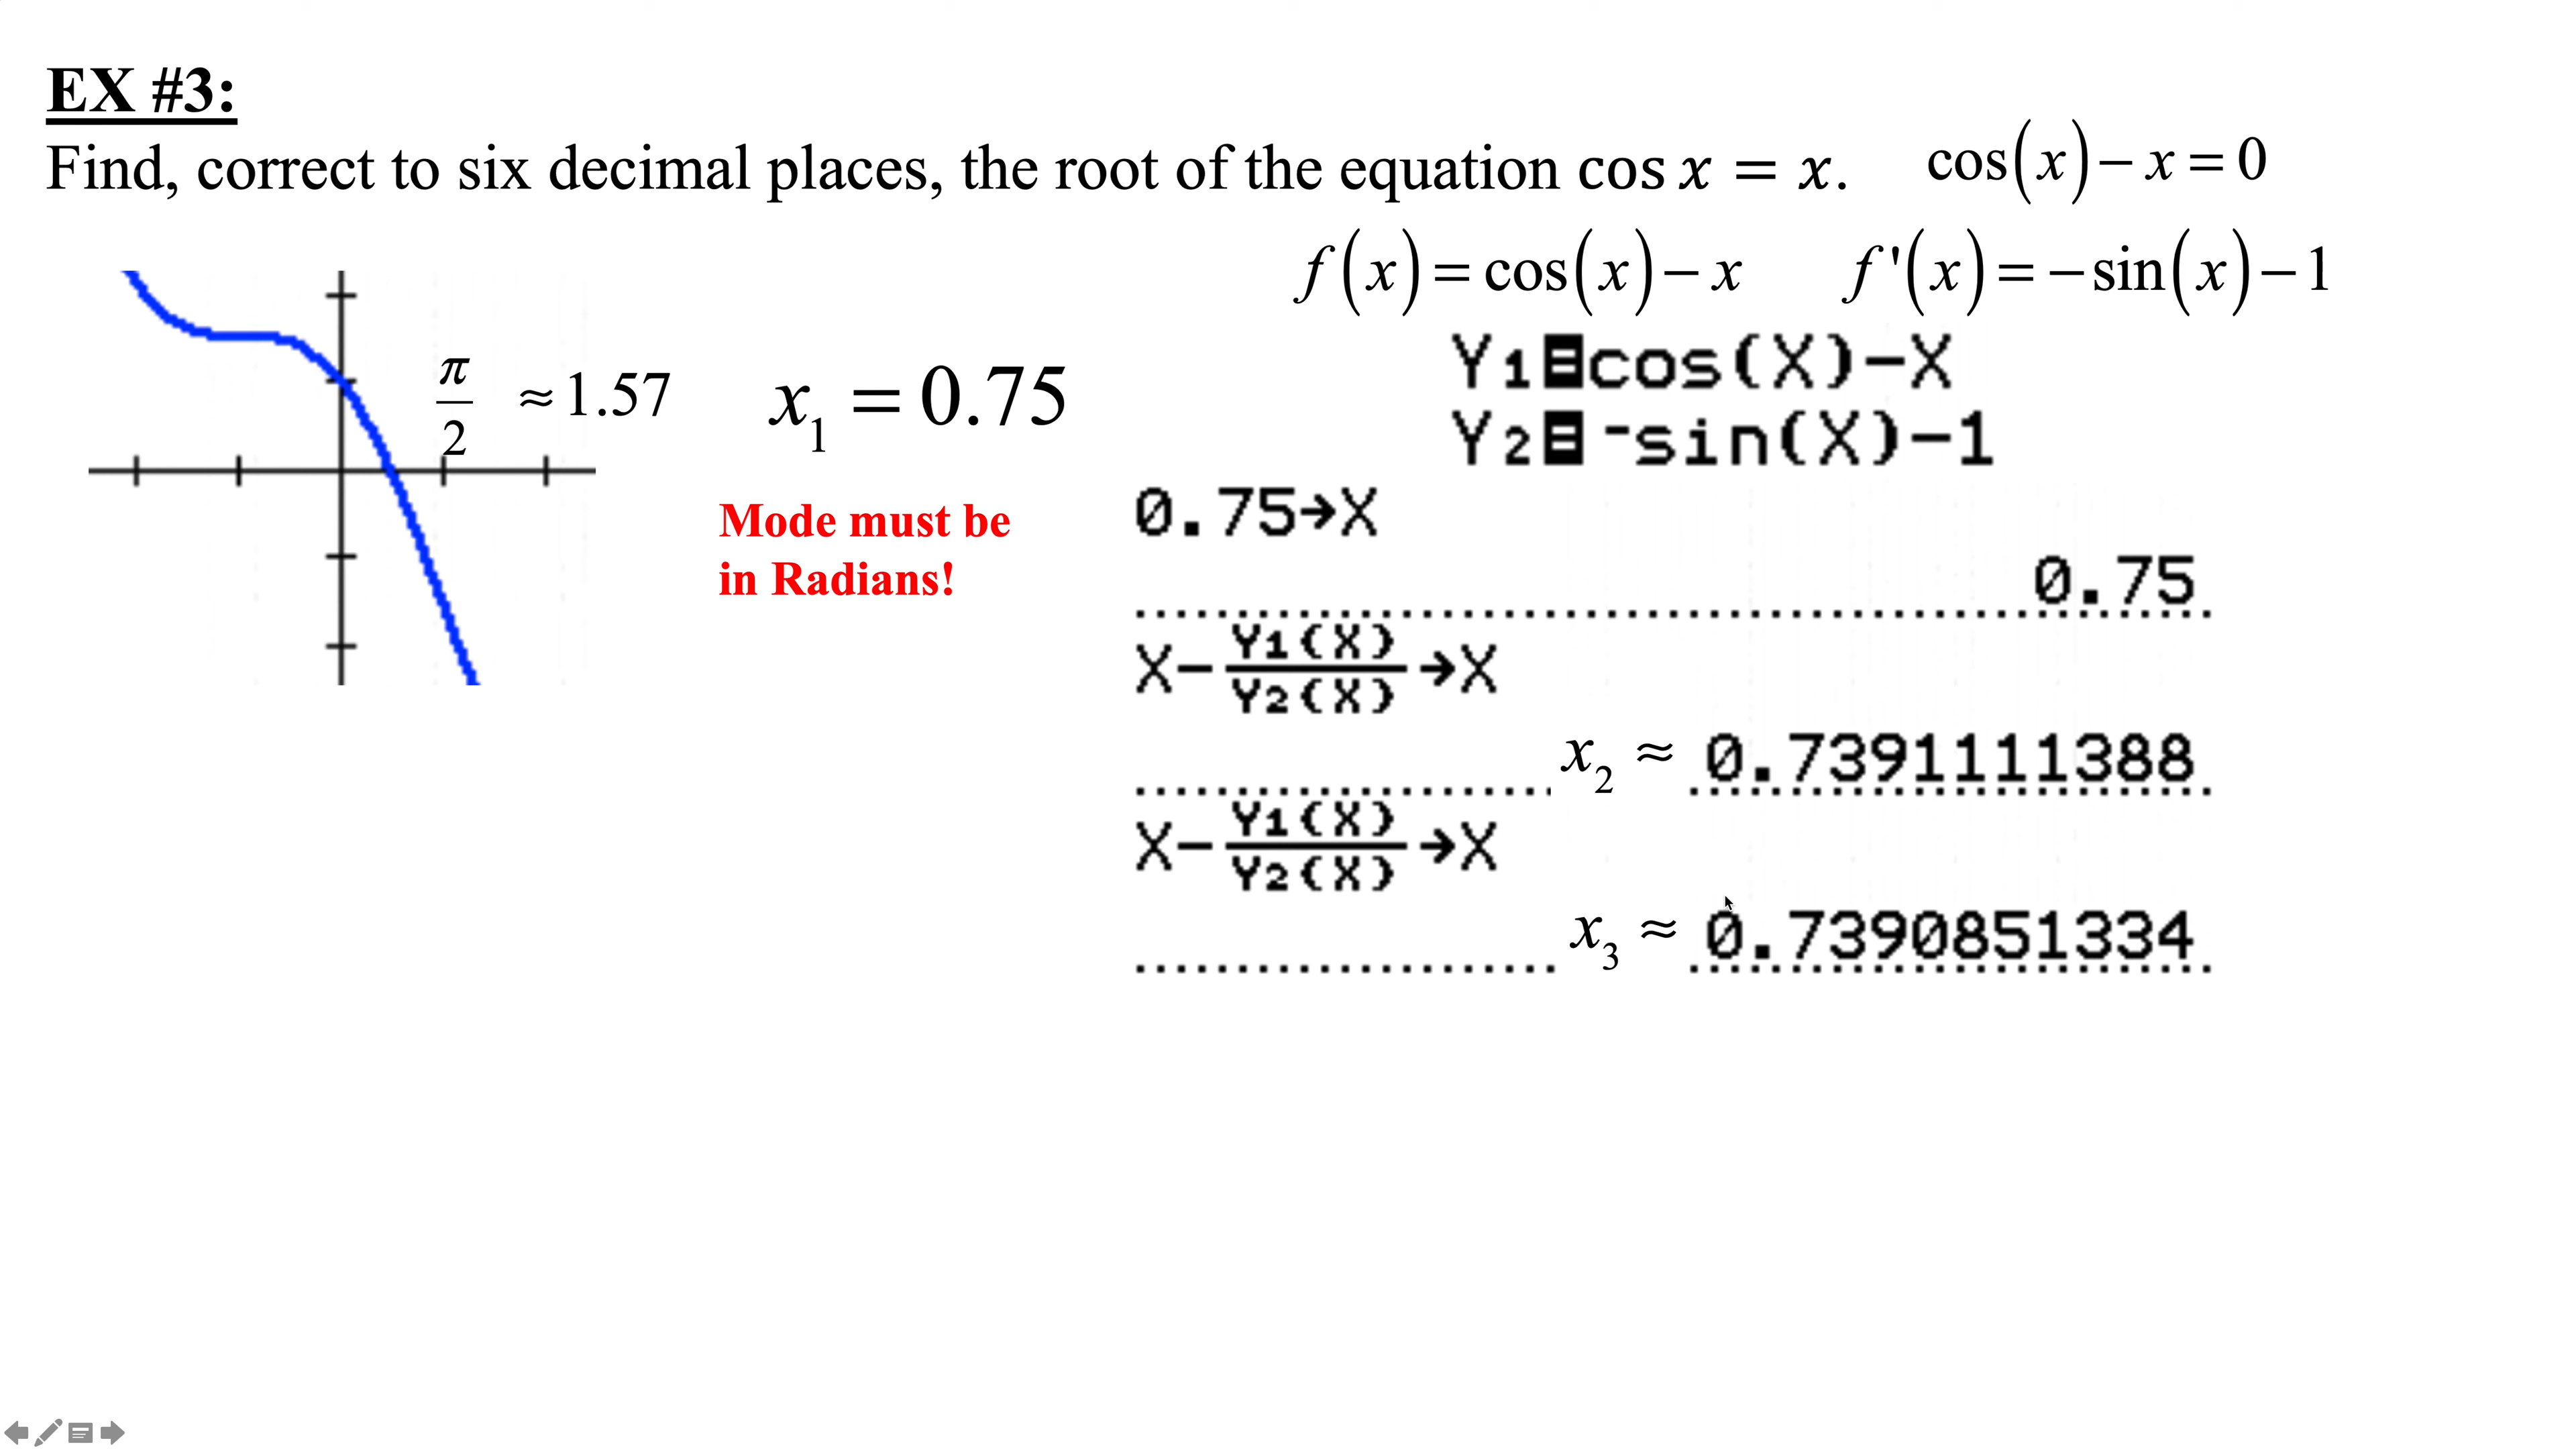 EX #3:
Find, correct to six decimal places, the root of the equation cos x = x.
cos(x) − x = 0
f(x) = cos(x) − x
f'(x) = −sin(x) − 1
π/2 ≈ 1.57
x₁ = 0.75
Mode must be
in Radians!
Y₁=cos(X)−X
Y₂=⁻sin(X)−1
0.75→X
0.75
X−Y₁(X)/Y₂(X)→X
x₂ ≈ 0.7391111388
X−Y₁(X)/Y₂(X)→X
x₃ ≈ 0.7390851334